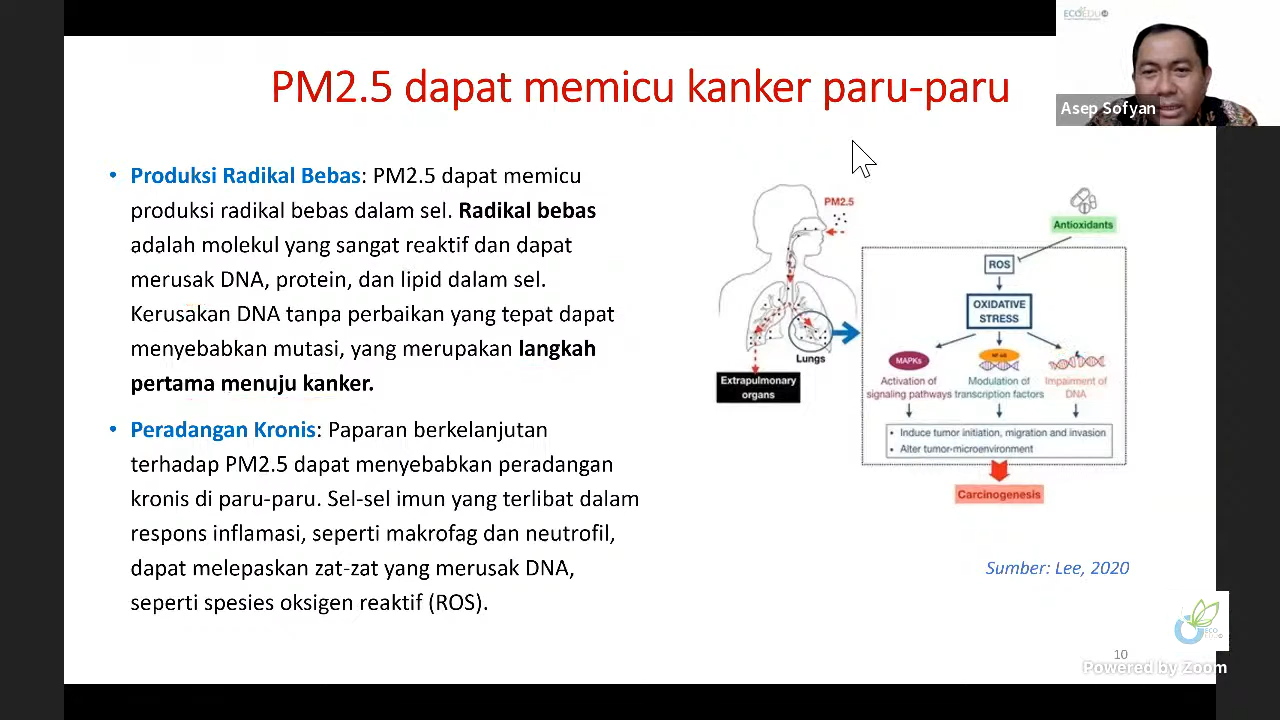 ECOEDU
PM2.5 dapat memicu kanker paru-paru
Asep Sofyan
• Produksi Radikal Bebas: PM2.5 dapat memicu
produksi radikal bebas dalam sel. Radikal bebas
adalah molekul yang sangat reaktif dan dapat
merusak DNA, protein, dan lipid dalam sel.
Kerusakan DNA tanpa perbaikan yang tepat dapat
menyebabkan mutasi, yang merupakan langkah
pertama menuju kanker.
• Peradangan Kronis: Paparan berkelanjutan
terhadap PM2.5 dapat menyebabkan peradangan
kronis di paru-paru. Sel-sel imun yang terlibat dalam
respons inflamasi, seperti makrofag dan neutrofil,
dapat melepaskan zat-zat yang merusak DNA,
seperti spesies oksigen reaktif (ROS).
PM2.5
Lungs
Extrapulmonary
organs
Antioxidants
ROS
OXIDATIVE
STRESS
MAPKs
Activation of
signaling pathways
Modulation of
transcription factors
Impairment of
DNA
• Induce tumor initiation, migration and invasion
• Alter tumor-microenvironment
Carcinogenesis
Sumber: Lee, 2020
ECO
EDU
10
Powered by Zoom